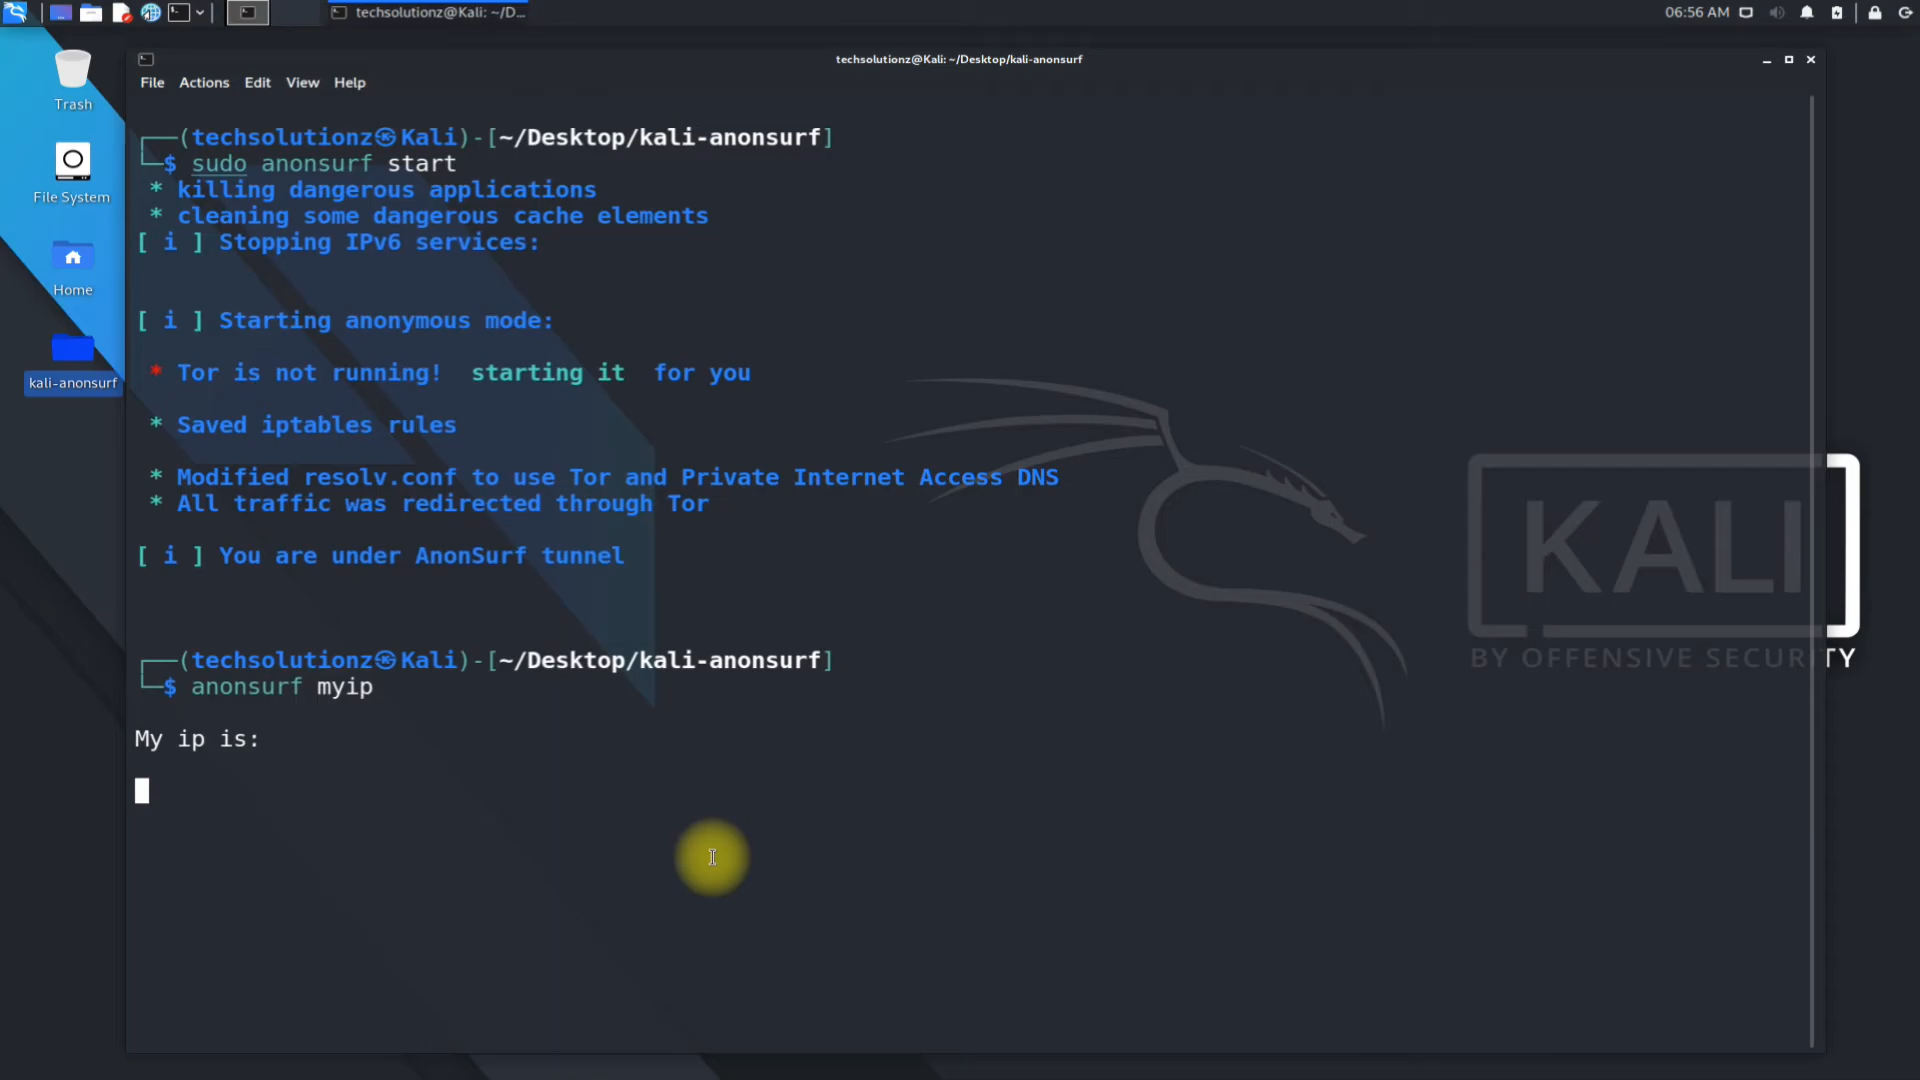 techsolutionz@Kali: ~/D...
06:56 AM
techsolutionz@Kali: ~/Desktop/kali-anonsurf
File Actions Edit View Help
Trash
File System
Home
kali-anonsurf
┌──(techsolutionz㉿Kali)-[~/Desktop/kali-anonsurf]
└─$ sudo anonsurf start
* killing dangerous applications
* cleaning some dangerous cache elements
[ i ] Stopping IPv6 services:
[ i ] Starting anonymous mode:
* Tor is not running! starting it for you
* Saved iptables rules
* Modified resolv.conf to use Tor and Private Internet Access DNS
* All traffic was redirected through Tor
[ i ] You are under AnonSurf tunnel
┌──(techsolutionz㉿Kali)-[~/Desktop/kali-anonsurf]
└─$ anonsurf myip
My ip is:
KALI
BY OFFENSIVE SECURITY